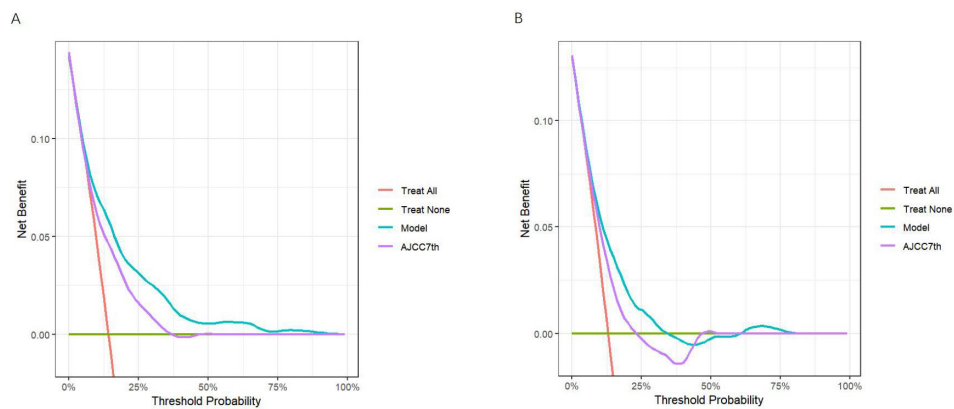 A
Net Benefit
0.10
0.05
0.00
0%
25%
50%
75%
100%
Threshold Probability
Treat All
Treat None
Model
AJCC7th
B
Net Benefit
0.10
0.05
0.00
0%
25%
50%
75%
100%
Threshold Probability
Treat All
Treat None
Model
AJCC7th